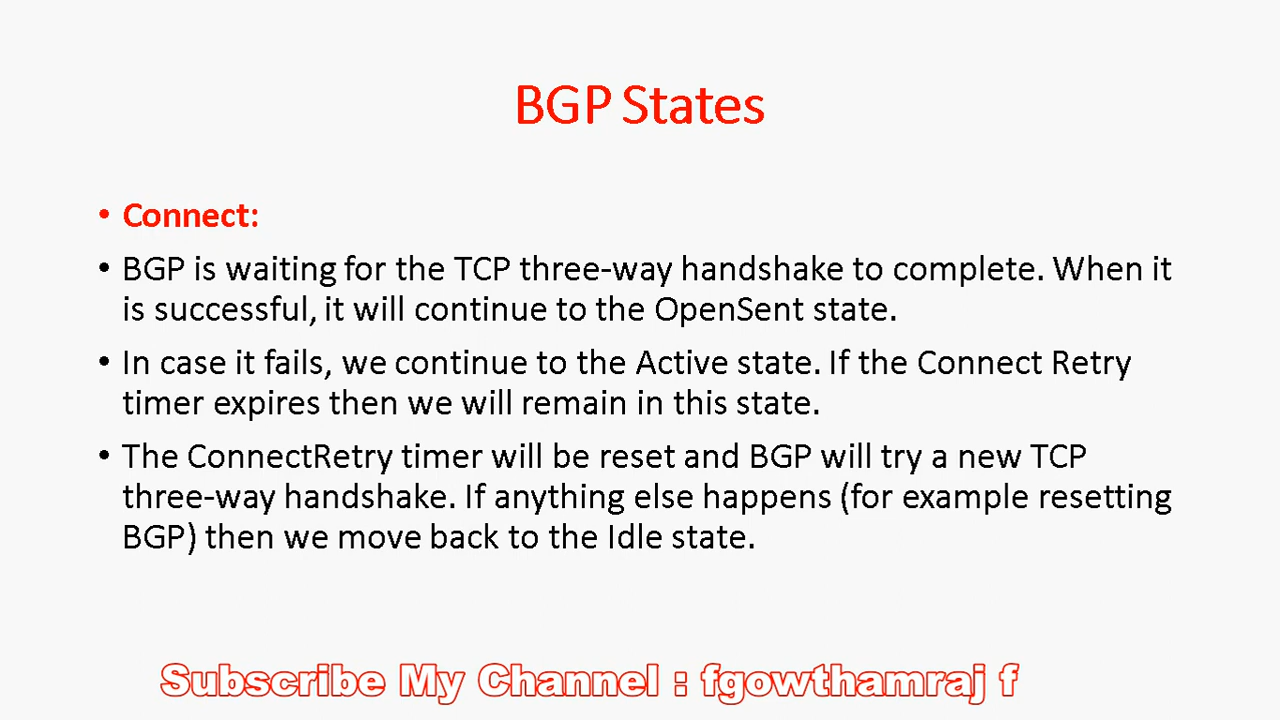 BGP States
• Connect:
• BGP is waiting for the TCP three-way handshake to complete. When it
is successful, it will continue to the OpenSent state.
• In case it fails, we continue to the Active state. If the Connect Retry
timer expires then we will remain in this state.
• The ConnectRetry timer will be reset and BGP will try a new TCP
three-way handshake. If anything else happens (for example resetting
BGP) then we move back to the Idle state.
Subscribe My Channel : fgowthamraj f